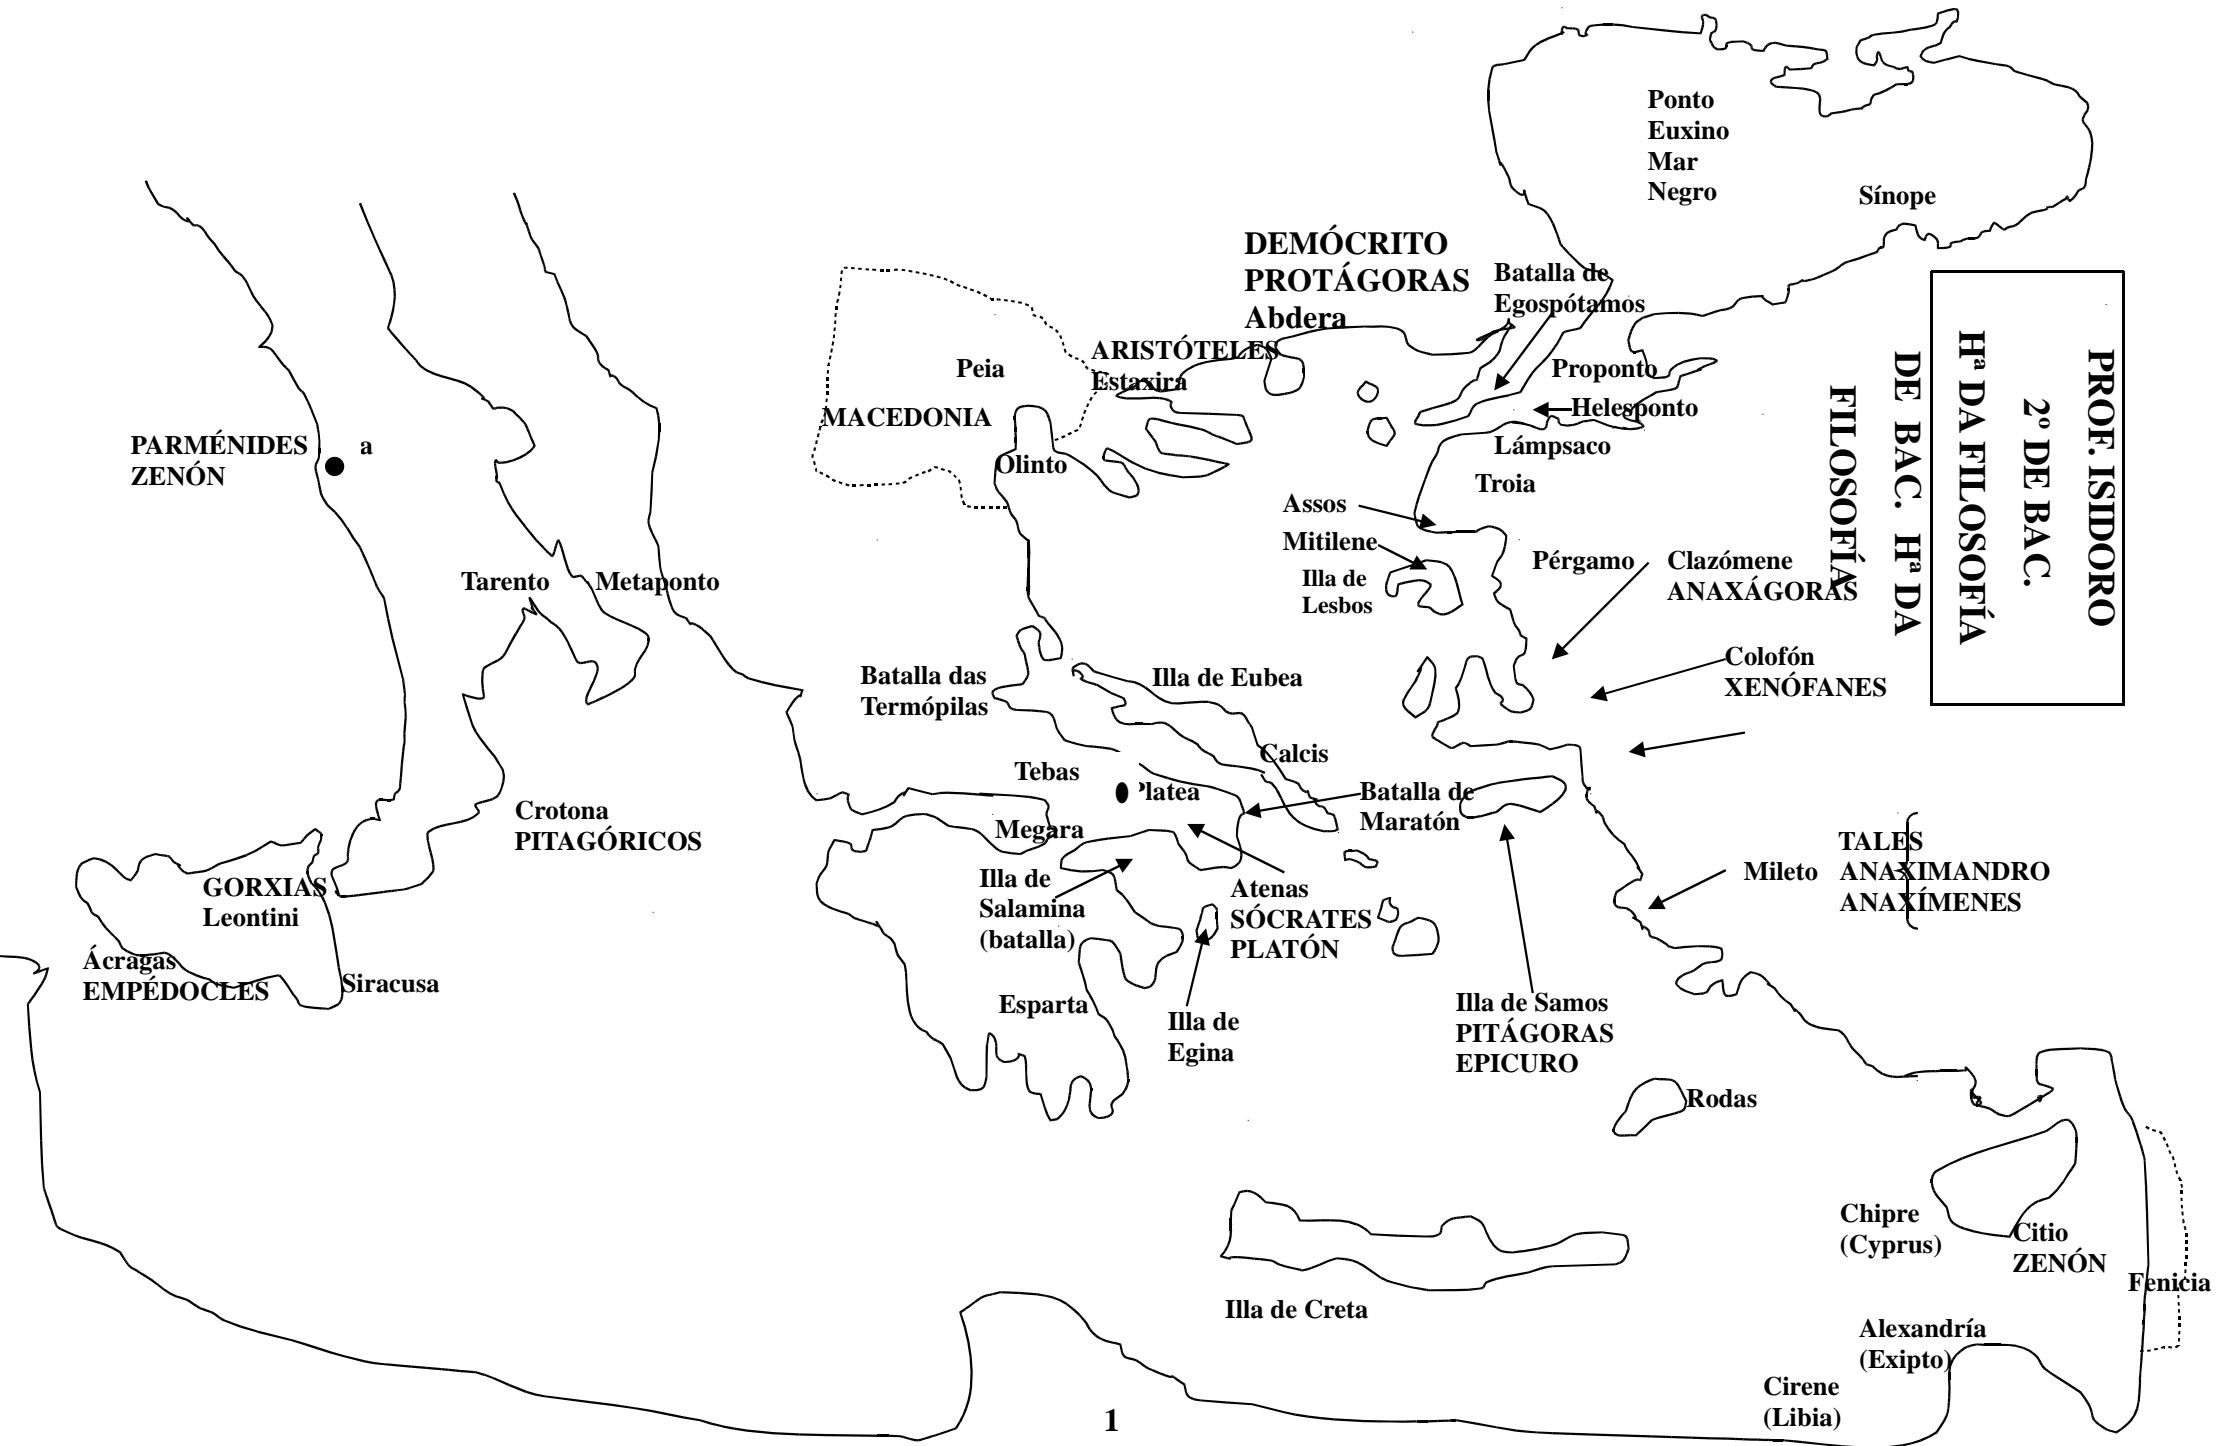 Ponto
Euxino
Mar
Negro
Sínope
DEMÓCRITO
PROTÁGORAS
Abdera
Batalla de
Egospótamos
ARISTÓTELES
Estaxira
Peia
MACEDONIA
Olinto
Proponto
Helesponto
Lámpsaco
Troia
PARMÉNIDES
ZENÓN
a
Assos
Mitilene
Illa de
Lesbos
Pérgamo
Clazómene
ANAXÁGORAS
Colofón
XENÓFANES
PROF. ISIDORO
2º DE BAC.
Hª DA FILOSOFÍA
DE BAC. Hª DA
FILOSOFÍA
Tarento
Metaponto
Batalla das
Termópilas
Illa de Eubea
Calcis
Tebas
Platea
Batalla de
Maratón
Megara
Crotona
PITAGÓRICOS
GORXIAS
Leontini
Ácragas
EMPÉDOCLES
Siracusa
Illa de
Salamina
(batalla)
Atenas
SÓCRATES
PLATÓN
Mileto
TALES
ANAXIMANDRO
ANAXÍMENES
Esparta
Illa de
Egina
Illa de Samos
PITÁGORAS
EPICURO
Rodas
Chipre
(Cyprus)
Citio
ZENÓN
Fenicia
Illa de Creta
Alexandría
(Exipto)
Cirene
(Libia)
1